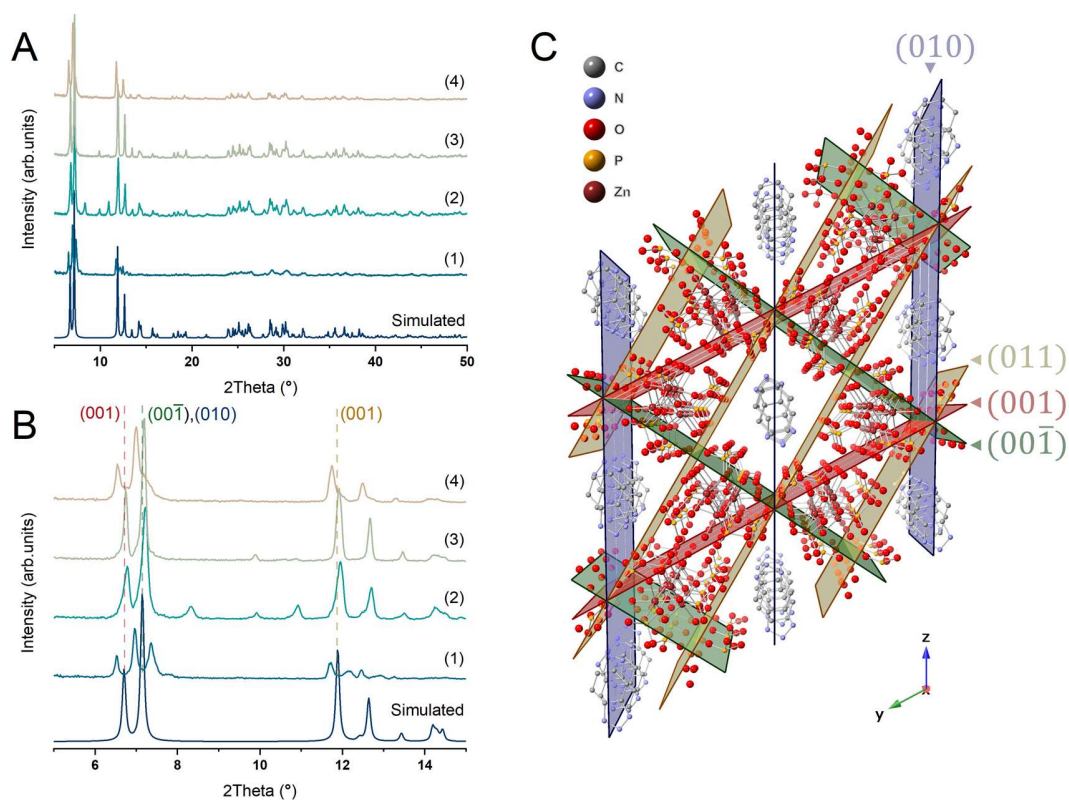 A
Intensity (arb.units)
(4)
(3)
(2)
(1)
Simulated
10
20
30
40
50
2Theta (°)
B
(001)
(001̅),(010)
(001)
Intensity (arb.units)
(4)
(3)
(2)
(1)
Simulated
6
8
10
12
14
2Theta (°)
C
C
N
O
P
Zn
(010)
(011)
(001)
(001̅)
z
x
y